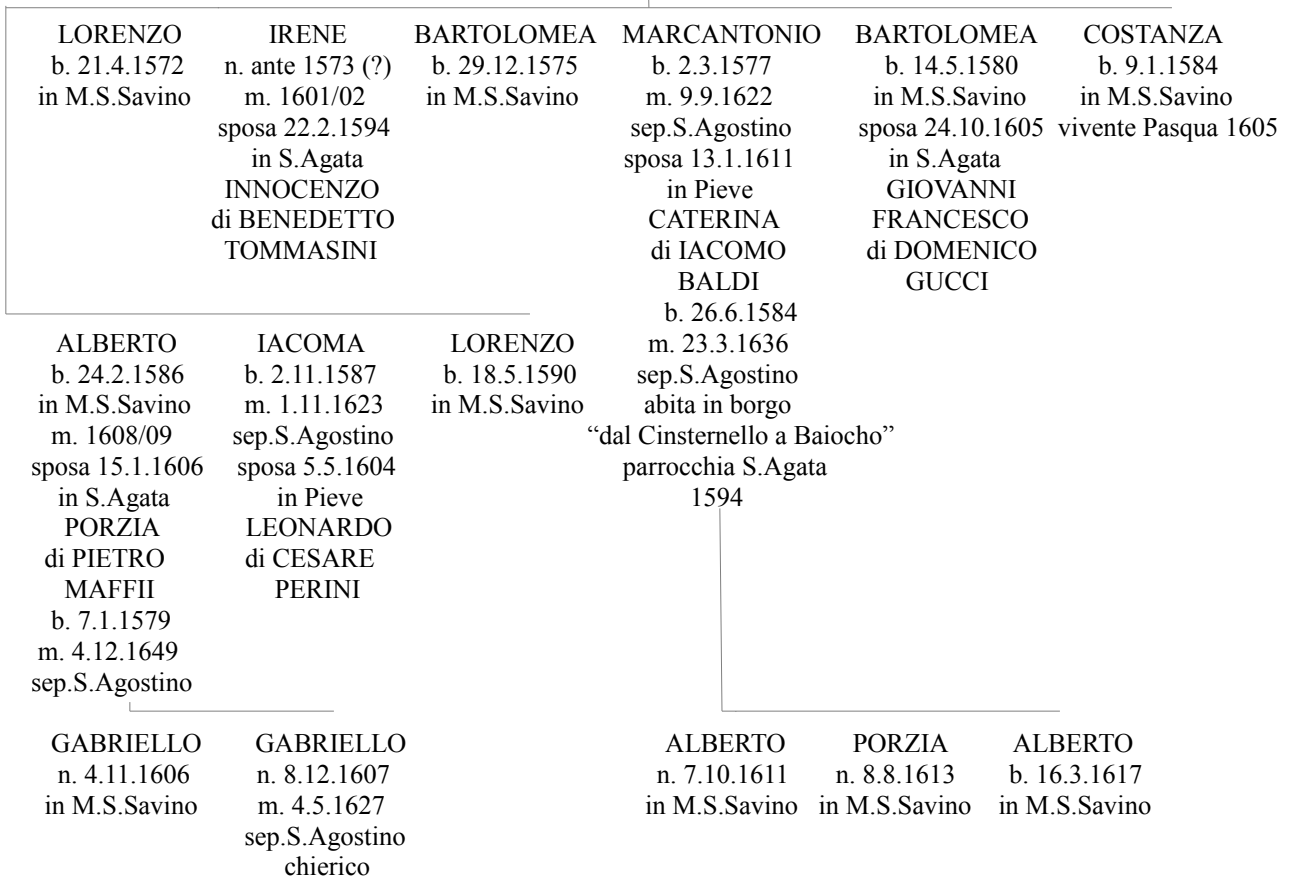 LORENZO
b. 21.4.1572
in M.S.Savino
IRENE
n. ante 1573 (?)
m. 1601/02
sposa 22.2.1594
in S.Agata
INNOCENZO
di BENEDETTO
TOMMASINI
BARTOLOMEA
b. 29.12.1575
in M.S.Savino
MARCANTONIO
b. 2.3.1577
m. 9.9.1622
sep.S.Agostino
sposa 13.1.1611
in Pieve
CATERINA
di IACOMO
BALDI
b. 26.6.1584
m. 23.3.1636
sep.S.Agostino
abita in borgo
“dal Cinsternello a Baiocho”
parrocchia S.Agata
1594
BARTOLOMEA
b. 14.5.1580
in M.S.Savino
sposa 24.10.1605
in S.Agata
GIOVANNI
FRANCESCO
di DOMENICO
GUCCI
COSTANZA
b. 9.1.1584
in M.S.Savino
vivente Pasqua 1605
ALBERTO
b. 24.2.1586
in M.S.Savino
m. 1608/09
sposa 15.1.1606
in S.Agata
PORZIA
di PIETRO
MAFFII
b. 7.1.1579
m. 4.12.1649
sep.S.Agostino
IACOMA
b. 2.11.1587
m. 1.11.1623
sep.S.Agostino
sposa 5.5.1604
in Pieve
LEONARDO
di CESARE
PERINI
LORENZO
b. 18.5.1590
in M.S.Savino
GABRIELLO
n. 4.11.1606
in M.S.Savino
GABRIELLO
n. 8.12.1607
m. 4.5.1627
sep.S.Agostino
chierico
ALBERTO
n. 7.10.1611
in M.S.Savino
PORZIA
n. 8.8.1613
in M.S.Savino
ALBERTO
b. 16.3.1617
in M.S.Savino